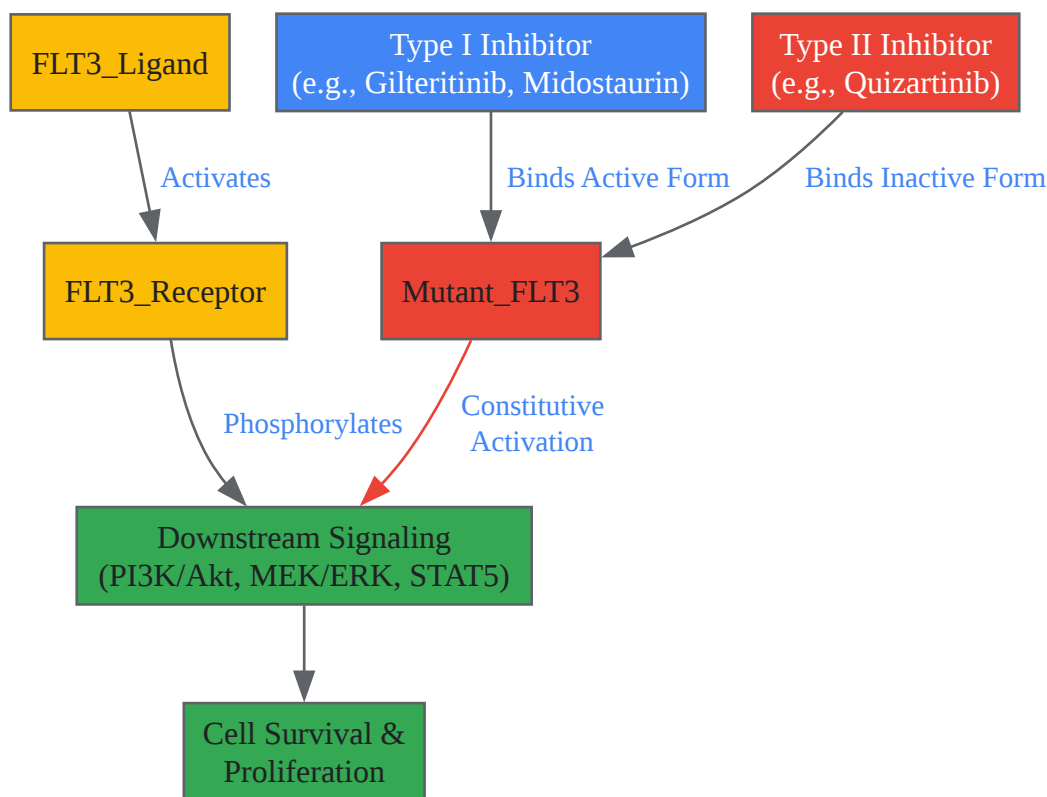 FLT3_Ligand
Type I Inhibitor
(e.g., Gilteritinib, Midostaurin)
Type II Inhibitor
(e.g., Quizartinib)
Activates
Binds Active Form
Binds Inactive Form
FLT3_Receptor
Mutant_FLT3
Phosphorylates
Constitutive
Activation
Downstream Signaling
(PI3K/Akt, MEK/ERK, STAT5)
Cell Survival &
Proliferation